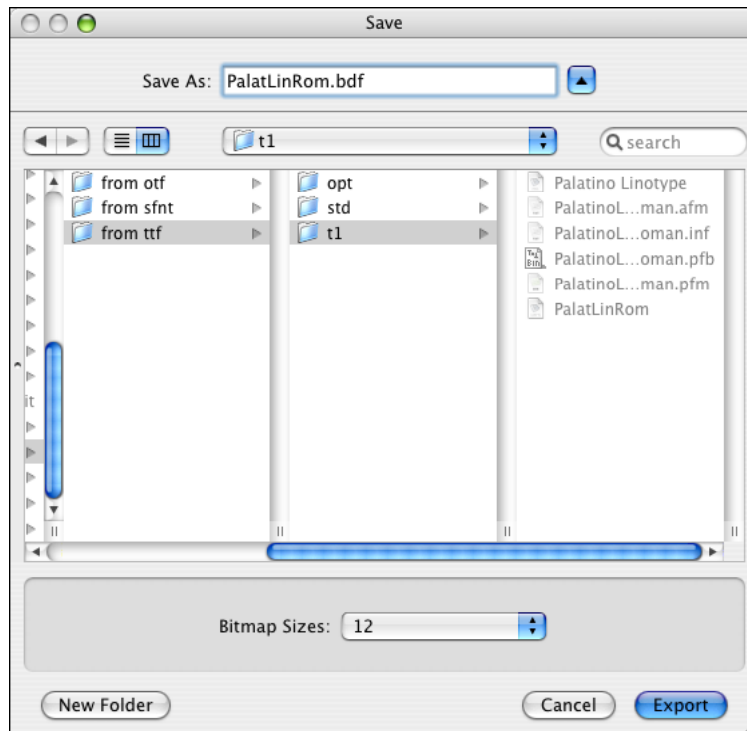 Save
Save As: PalatLinRom.bdf
t1
search
from otf
from sfnt
from ttf
opt
std
t1
Palatino Linotype
PalatinoL...man.afm
PalatinoL...oman.inf
PalatinoL...oman.pfb
PalatinoL...man.pfm
PalatLinRom
it
Bitmap Sizes: 12
New Folder
Cancel
Export